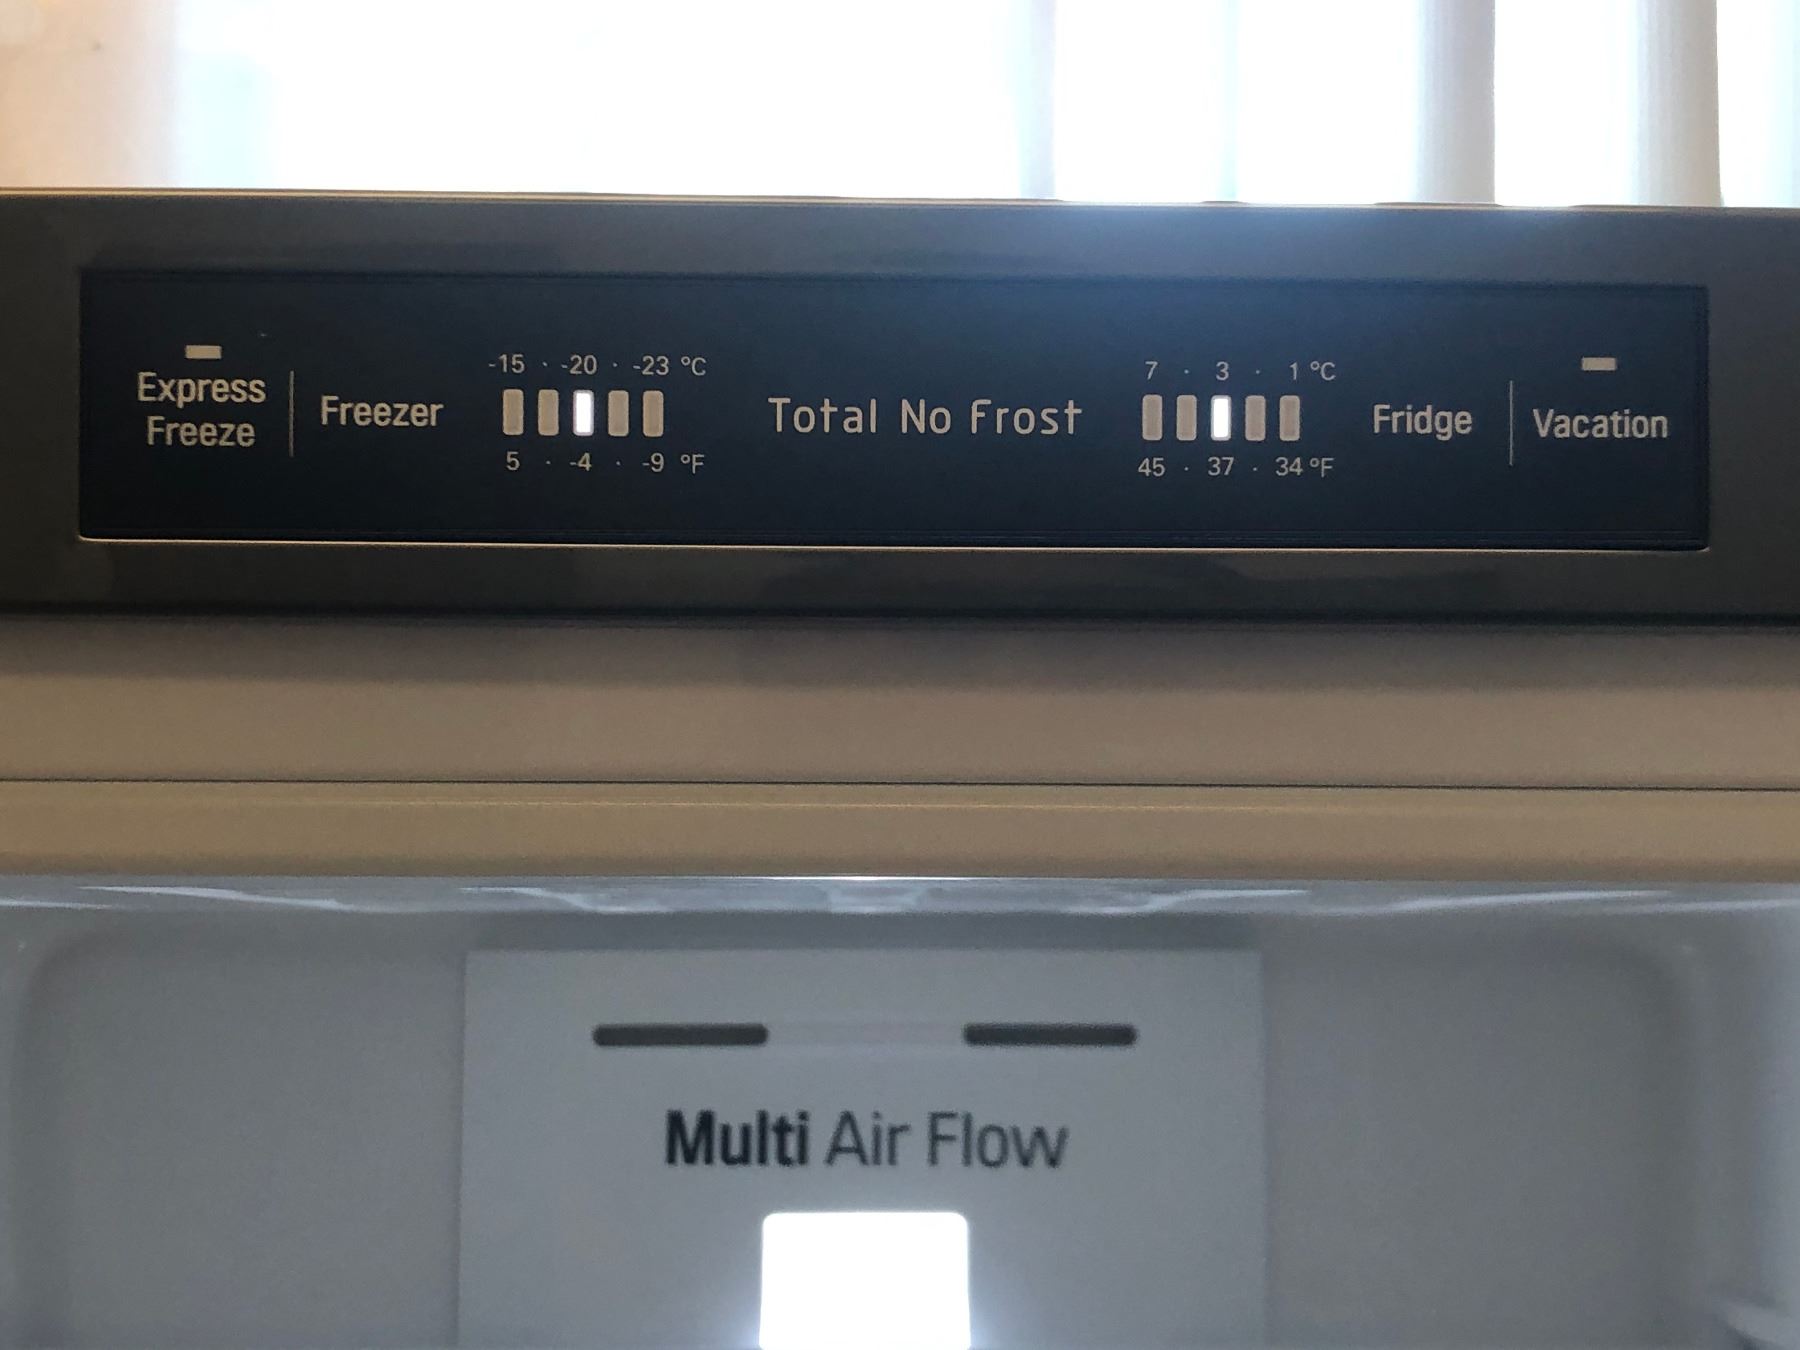 Express
Freeze
Freezer
-15 · -20 · -23 °C
5 · -4 · -9 °F
Total No Frost
7 · 3 · 1 °C
45 · 37 · 34 °F
Fridge
Vacation
Multi Air Flow